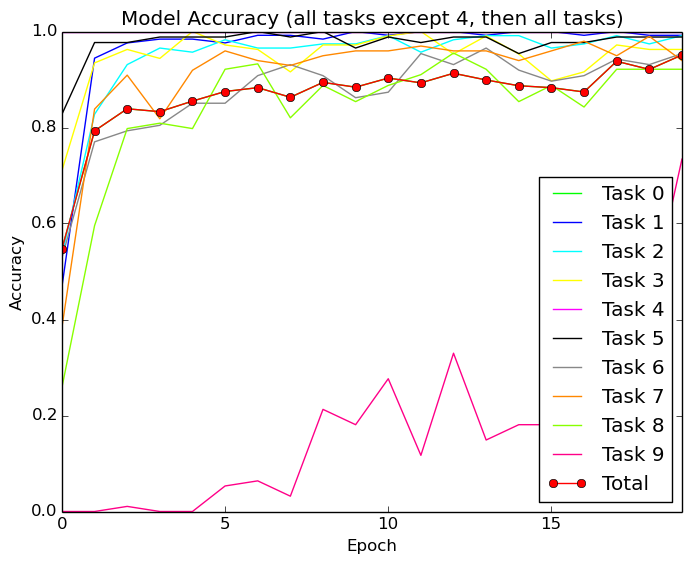 Model Accuracy (all tasks except 4, then all tasks)
1.0
0.8
0.6
0.4
0.2
0.0
Accuracy
0 5 10 15
Epoch
Task 0
Task 1
Task 2
Task 3
Task 4
Task 5
Task 6
Task 7
Task 8
Task 9
Total